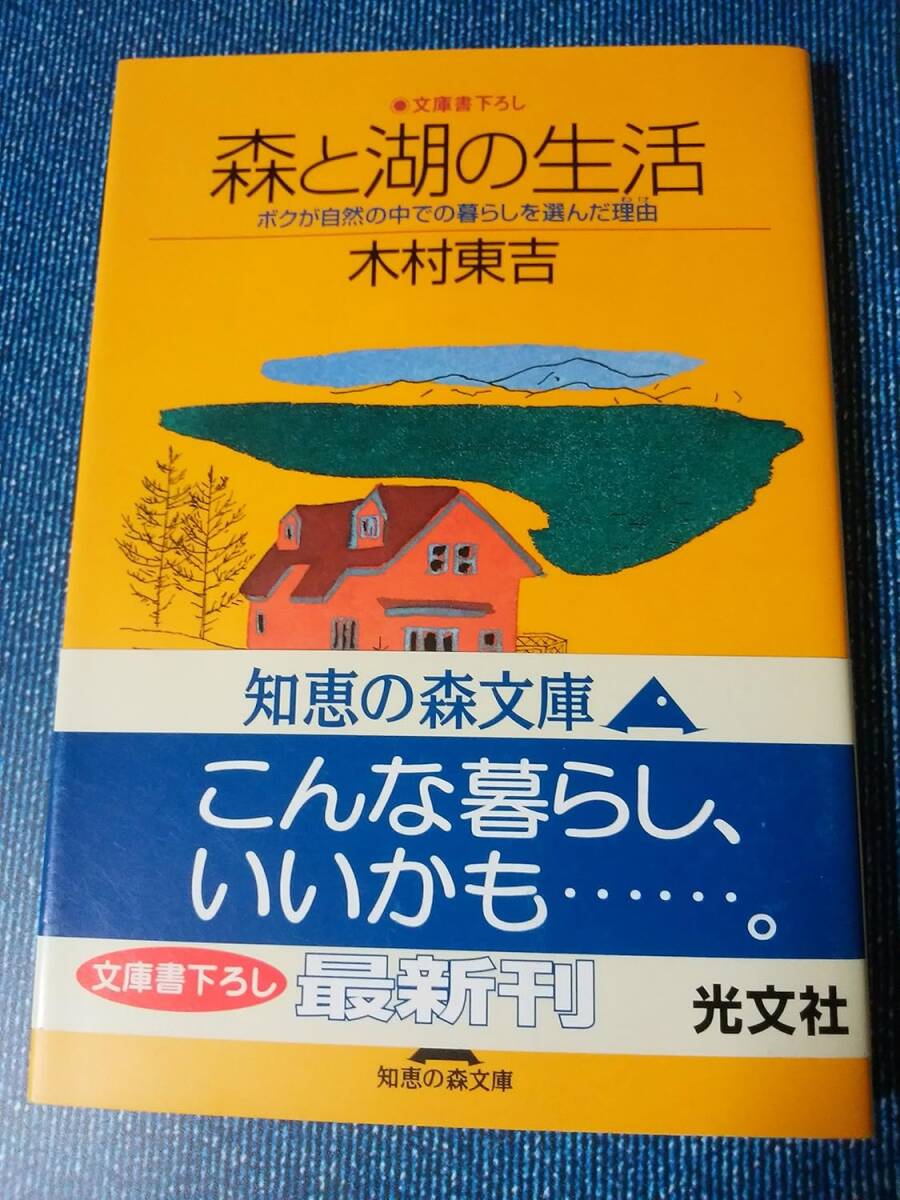 ●文庫書下ろし
森と湖の生活
ボクが自然の中での暮らしを選んだ理由
わけ
木村東吉
知恵の森文庫
こんな暮らし、
いいかも……。
文庫書下ろし
最新刊
光文社
知恵の森文庫